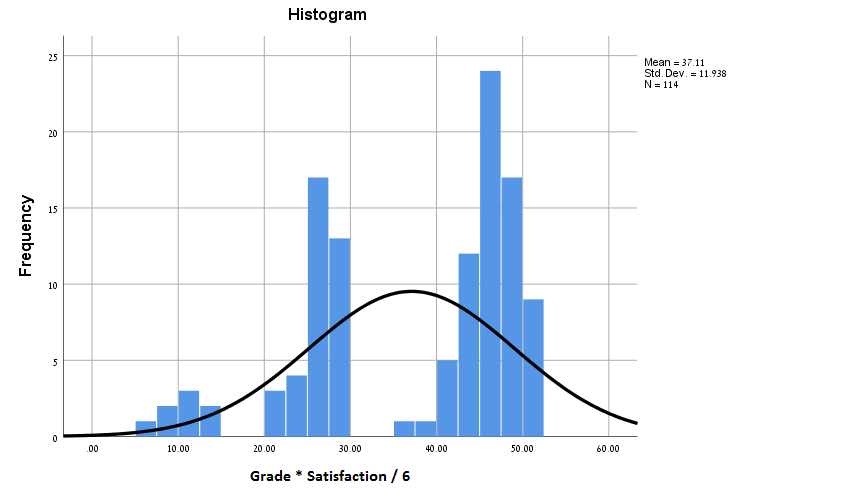 Histogram
Mean = 37.11
Std. Dev. = 11.938
N = 114
Frequency
25
20
15
10
5
0
.00 10.00 20.00 30.00 40.00 50.00 60.00
Grade * Satisfaction / 6